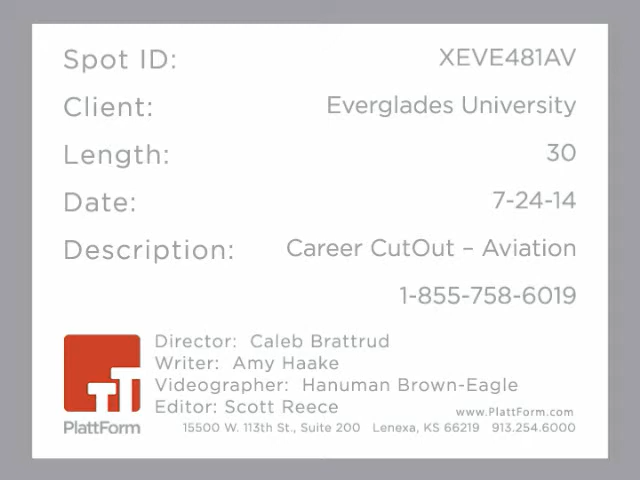 Spot ID: XEVE481AV
Client: Everglades University
Length: 30
Date: 7-24-14
Description: Career CutOut – Aviation
1-855-758-6019
Director: Caleb Brattrud
Writer: Amy Haake
Videographer: Hanuman Brown-Eagle
Editor: Scott Reece
www.PlattForm.com
PlattForm
15500 W. 113th St., Suite 200 Lenexa, KS 66219 913.254.6000